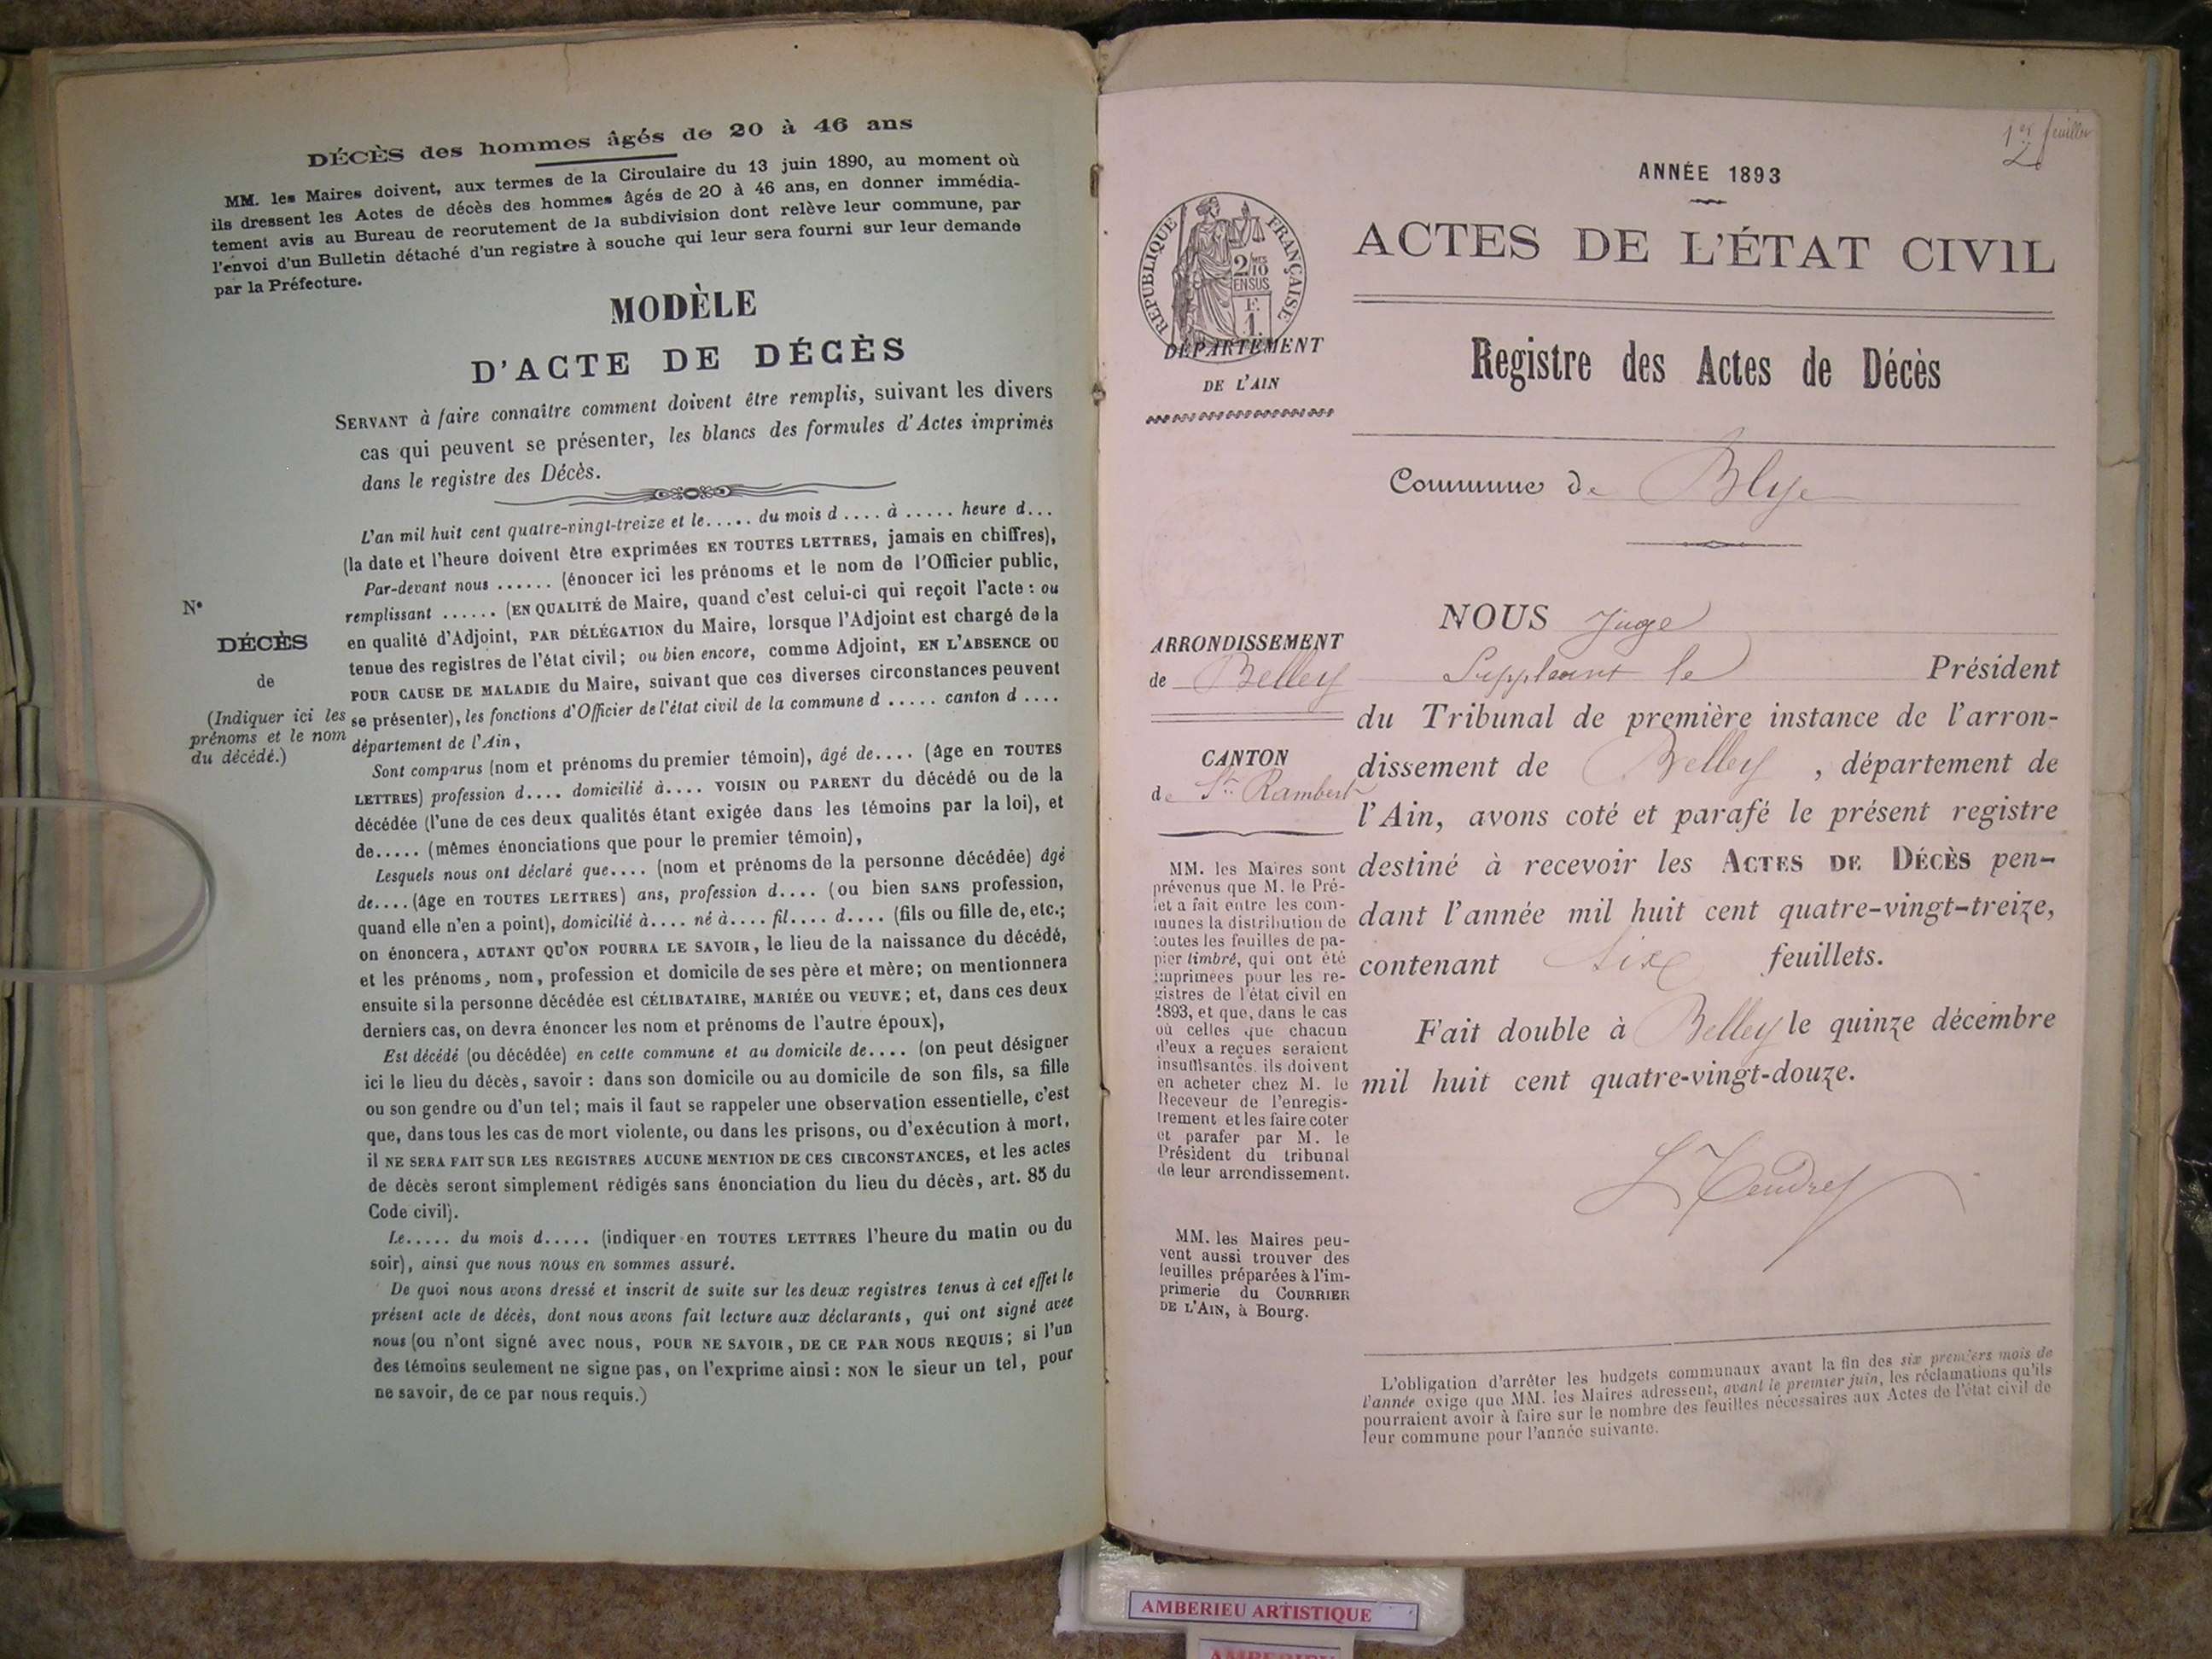 DÉCÈS des hommes âgés de 20 à 46 ans
MM. les Maires doivent, aux termes de la Circulaire du 13 juin 1890, au moment où
ils dressent les Actes de décès des hommes âgés de 20 à 46 ans, en donner immédia-
tement avis au Bureau de recrutement de la subdivision dont relève leur commune, par
l'envoi d'un Bulletin détaché d'un registre à souche qui leur sera fourni sur leur demande
par la Préfecture.
MODÈLE
D'ACTE DE DÉCÈS
SERVANT à faire connaître comment doivent être remplis, suivant les divers
cas qui peuvent se présenter, les blancs des formules d'Actes imprimés
dans le registre des Décès.
L'an mil huit cent quatre-vingt-treize et le..... du mois d .... à ..... heure d...
(la date et l'heure doivent être exprimées EN TOUTES LETTRES, jamais en chiffres),
Par-devant nous ...... (énoncer ici les prénoms et le nom de l'Officier public,
remplissant ...... (EN QUALITÉ de Maire, quand c'est celui-ci qui reçoit l'acte : ou
en qualité d'Adjoint, PAR DÉLÉGATION du Maire, lorsque l'Adjoint est chargé de la
tenue des registres de l'état civil; ou bien encore, comme Adjoint, EN L'ABSENCE OU
POUR CAUSE DE MALADIE du Maire, suivant que ces diverses circonstances peuvent
se présenter), les fonctions d'Officier de l'état civil de la commune d ..... canton d ....
département de l'Ain,
N°
DÉCÈS
de
(Indiquer ici les
prénoms et le nom
du décédé.)
Sont comparus (nom et prénoms du premier témoin), âgé de.... (âge en TOUTES
LETTRES) profession d.... domicilié à.... VOISIN OU PARENT du décédé ou de la
décédée (l'une de ces deux qualités étant exigée dans les témoins par la loi), et
de..... (mêmes énonciations que pour le premier témoin),
Lesquels nous ont déclaré que.... (nom et prénoms de la personne décédée) âgé
de.... (âge en TOUTES LETTRES) ans, profession d.... (ou bien SANS profession,
quand elle n'en a point), domicilié à.... né à.... fil.... d.... (fils ou fille de, etc.;
on énoncera, AUTANT QU'ON POURRA LE SAVOIR, le lieu de la naissance du décédé,
et les prénoms, nom, profession et domicile de ses père et mère; on mentionnera
ensuite si la personne décédée est CÉLIBATAIRE, MARIÉE OU VEUVE; et, dans ces deux
derniers cas, on devra énoncer les nom et prénoms de l'autre époux),
Est décédé (ou décédée) en cette commune et au domicile de.... (on peut désigner
ici le lieu du décès, savoir : dans son domicile ou au domicile de son fils, sa fille
ou son gendre ou d'un tel; mais il faut se rappeler une observation essentielle, c'est
que, dans tous les cas de mort violente, ou dans les prisons, ou d'exécution à mort,
il NE SERA FAIT SUR LES REGISTRES AUCUNE MENTION DE CES CIRCONSTANCES, et les actes
de décès seront simplement rédigés sans énonciation du lieu du décès, art. 85 du
Code civil).
Le..... du mois d..... (indiquer en TOUTES LETTRES l'heure du matin ou du
soir), ainsi que nous nous en sommes assuré.
De quoi nous avons dressé et inscrit de suite sur les deux registres tenus à cet effet le
présent acte de décès, dont nous avons fait lecture aux déclarants, qui ont signé avec
nous (ou n'ont signé avec nous, POUR NE SAVOIR, DE CE PAR NOUS REQUIS; si l'un
des témoins seulement ne signe pas, on l'exprime ainsi : NON le sieur un tel, pour
ne savoir, de ce par nous requis.)
1er feuillet
ANNÉE 1893
ACTES DE L'ÉTAT CIVIL
RÉPUBLIQUE FRANÇAISE
2/10 EN SUS
F. 1.
DÉPARTEMENT
DE L'AIN
Registre des Actes de Décès
Commune de Blye
ARRONDISSEMENT
de Belley
CANTON
de St Rambert
MM. les Maires sont
prévenus que M. le Pré-
fet a fait entre les com-
munes la distribution de
toutes les feuilles de pa-
pier timbré, qui ont été
imprimées pour les re-
gistres de l'état civil en
1893, et que, dans le cas
où celles que chacun
d'eux a reçues seraient
insuffisantes, ils doivent
en acheter chez M. le
Receveur de l'enregis-
trement et les faire coter
et parafer par M. le
Président du tribunal
de leur arrondissement.
MM. les Maires peu-
vent aussi trouver des
feuilles préparées à l'im-
primerie du COURRIER
DE L'AIN, à Bourg.
NOUS Juge
Suppléant le Président
du Tribunal de première instance de l'arron-
dissement de Belley, département de
l'Ain, avons coté et parafé le présent registre
destiné à recevoir les ACTES DE DÉCÈS pen-
dant l'année mil huit cent quatre-vingt-treize,
contenant six feuillets.
Fait double à Belley le quinze décembre
mil huit cent quatre-vingt-douze.
L'obligation d'arrêter les budgets communaux avant la fin des six premiers mois de
l'année exige que MM. les Maires adressent, avant le premier juin, les réclamations qu'ils
pourraient avoir à faire sur le nombre des feuilles nécessaires aux Actes de l'état civil de
leur commune pour l'année suivante.
AMBERIEU ARTISTIQUE
AMBERIEU